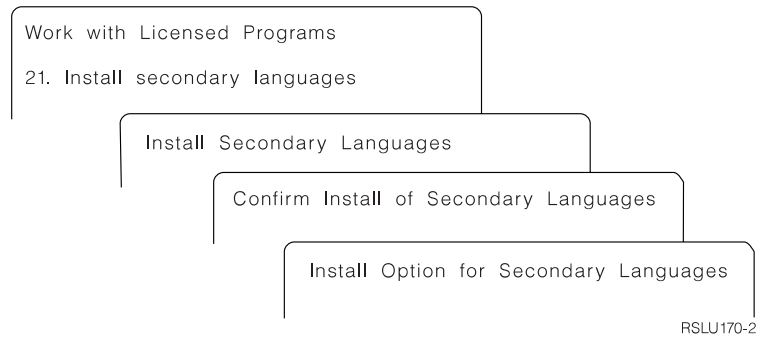 Work with Licensed Programs
21. Install secondary languages
Install Secondary Languages
Confirm Install of Secondary Languages
Install Option for Secondary Languages
RSLU170-2